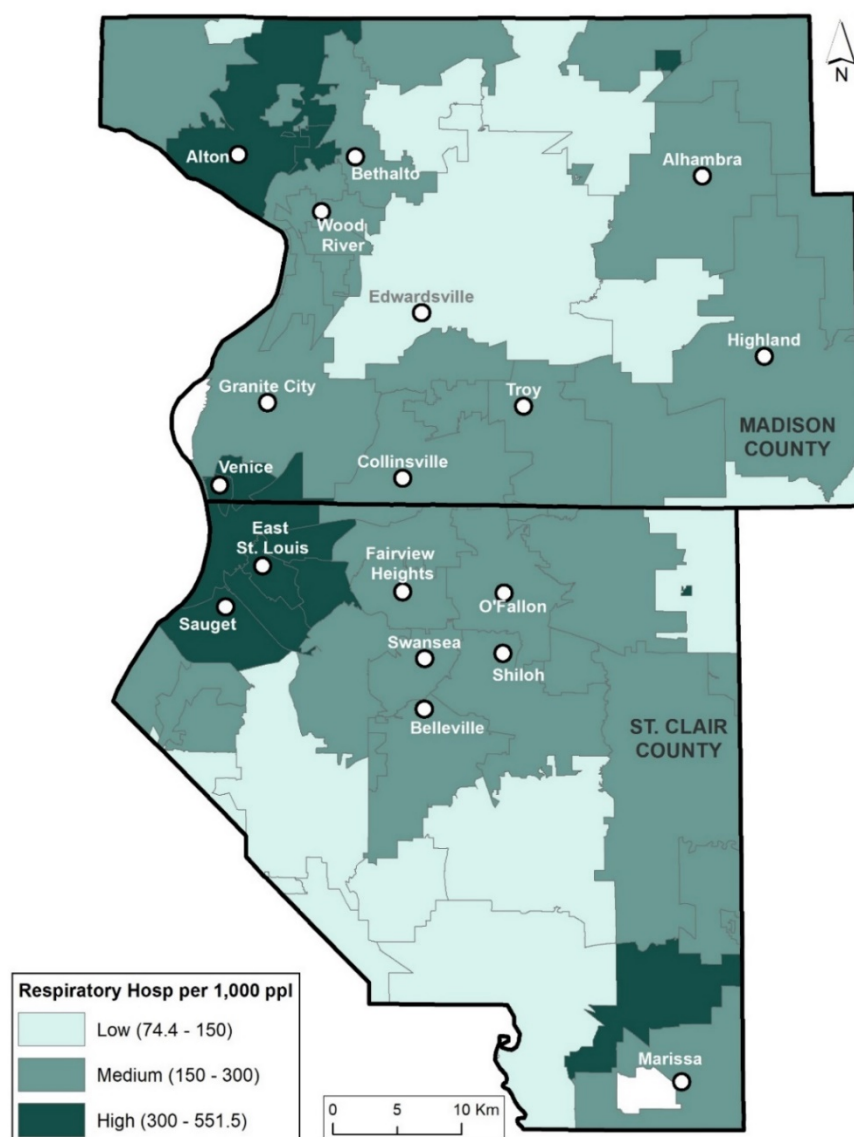 N
Alton
Bethalto
Alhambra
Wood
River
Edwardsville
Highland
Granite City
Troy
MADISON
COUNTY
Venice
Collinsville
East
St. Louis
Fairview
Heights
O'Fallon
Sauget
Swansea
Shiloh
Belleville
ST. CLAIR
COUNTY
Respiratory Hosp per 1,000 ppl
Low (74.4 - 150)
Medium (150 - 300)
High (300 - 551.5)
Marissa
0 5 10 Km